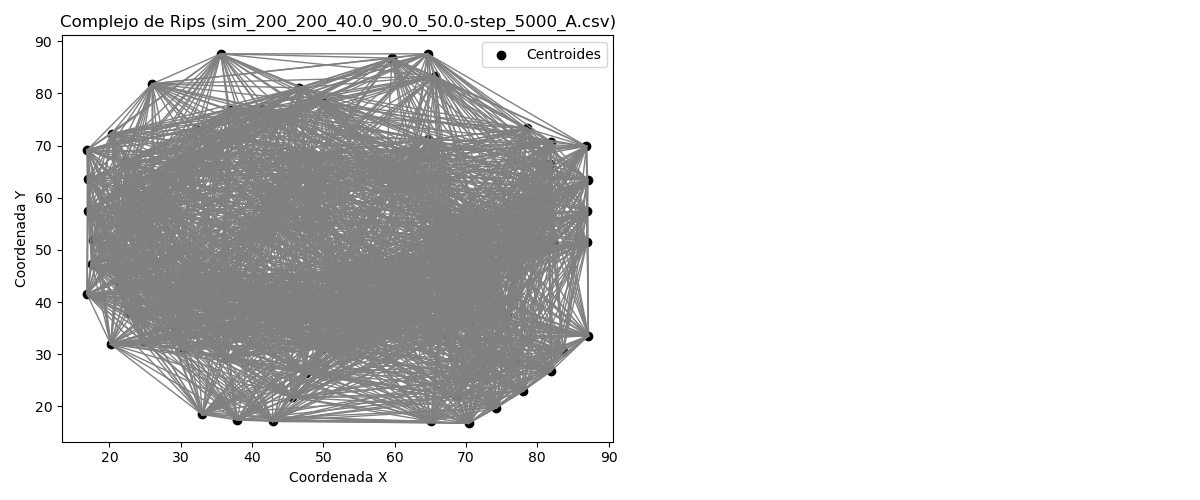 Complejo de Rips (sim_200_200_40.0_90.0_50.0-step_5000_A.csv)
Centroides
90
80
70
60
50
40
30
20
Coordenada Y
20 30 40 50 60 70 80 90
Coordenada X